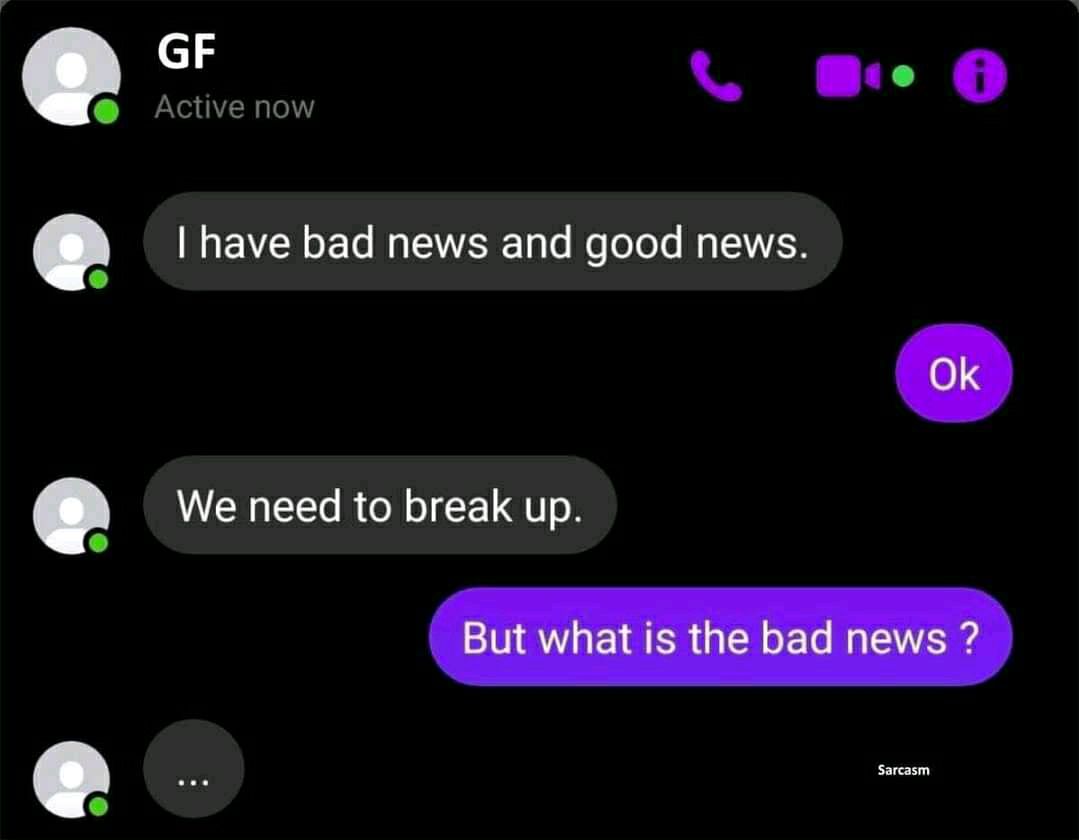 GF
Active now
I have bad news and good news.
Ok
We need to break up.
But what is the bad news ?
...
Sarcasm